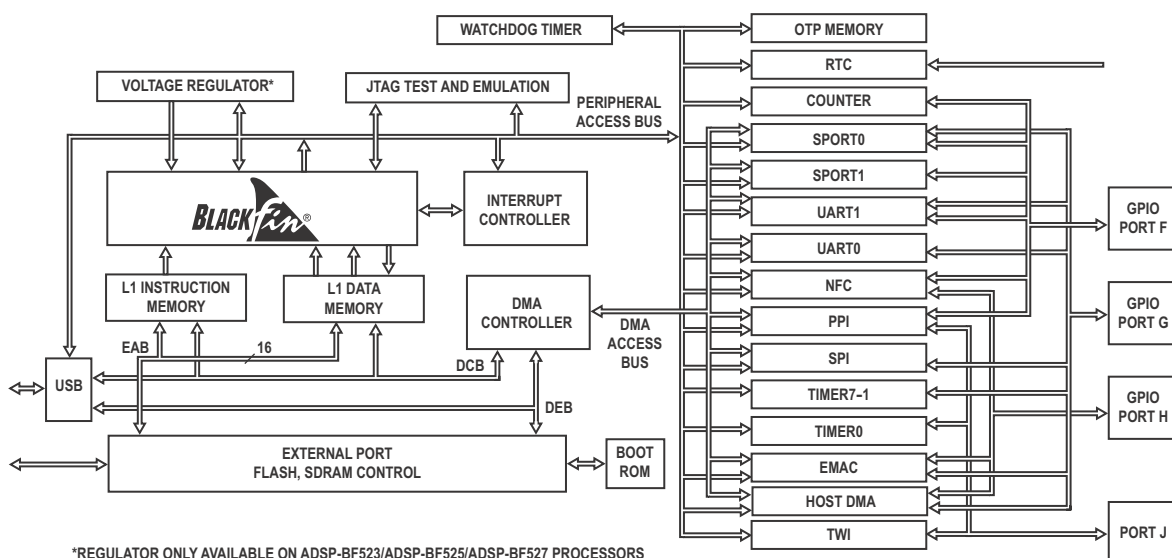 WATCHDOG TIMER
OTP MEMORY
RTC
VOLTAGE REGULATOR*
JTAG TEST AND EMULATION
PERIPHERAL
ACCESS BUS
COUNTER
SPORT0
SPORT1
BLACKfin®
INTERRUPT
CONTROLLER
UART1
GPIO
PORT F
UART0
L1 INSTRUCTION
MEMORY
L1 DATA
MEMORY
DMA
CONTROLLER
NFC
DMA
ACCESS
BUS
PPI
GPIO
PORT G
EAB
16
DCB
SPI
USB
TIMER7-1
GPIO
PORT H
DEB
TIMER0
EXTERNAL PORT
FLASH, SDRAM CONTROL
BOOT
ROM
EMAC
HOST DMA
TWI
PORT J
*REGULATOR ONLY AVAILABLE ON ADSP-BF523/ADSP-BF525/ADSP-BF527 PROCESSORS